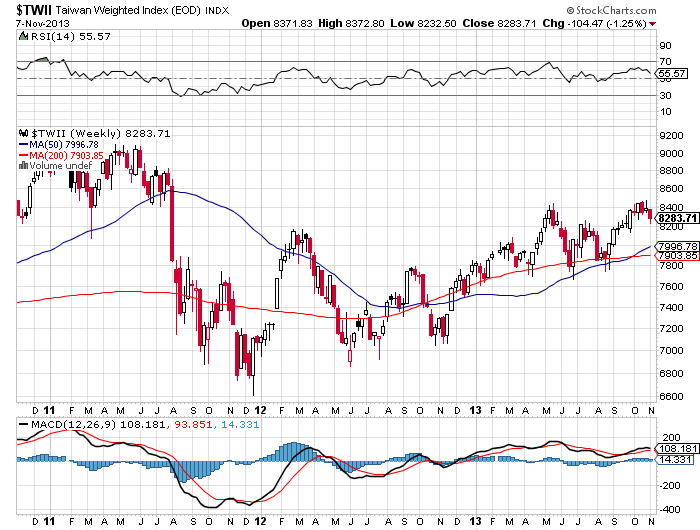 $TWII Taiwan Weighted Index (EOD) INDX © StockCharts.com
7-Nov-2013 Open 8371.83 High 8372.80 Low 8232.50 Close 8283.71 Chg -104.47 (-1.25%)
RSI(14) 55.57
90
70
55.57
50
30
10
$TWII (Weekly) 8283.71
MA(50) 7996.78
MA(200) 7903.85
Volume undef
9200
9000
8800
8600
8400
8283.71
8200
7996.78
7903.85
7800
7600
7400
7200
7000
6800
6600
D 11 F M A M J J A S O N D 12 F M A M J J A S O N D 13 F M A M J J A S O N
MACD(12,26,9) 108.181, 93.851, 14.331
200
108.181
14.331
-200
-400
D 11 F M A M J J A S O N D 12 F M A M J J A S O N D 13 F M A M J J A S O N